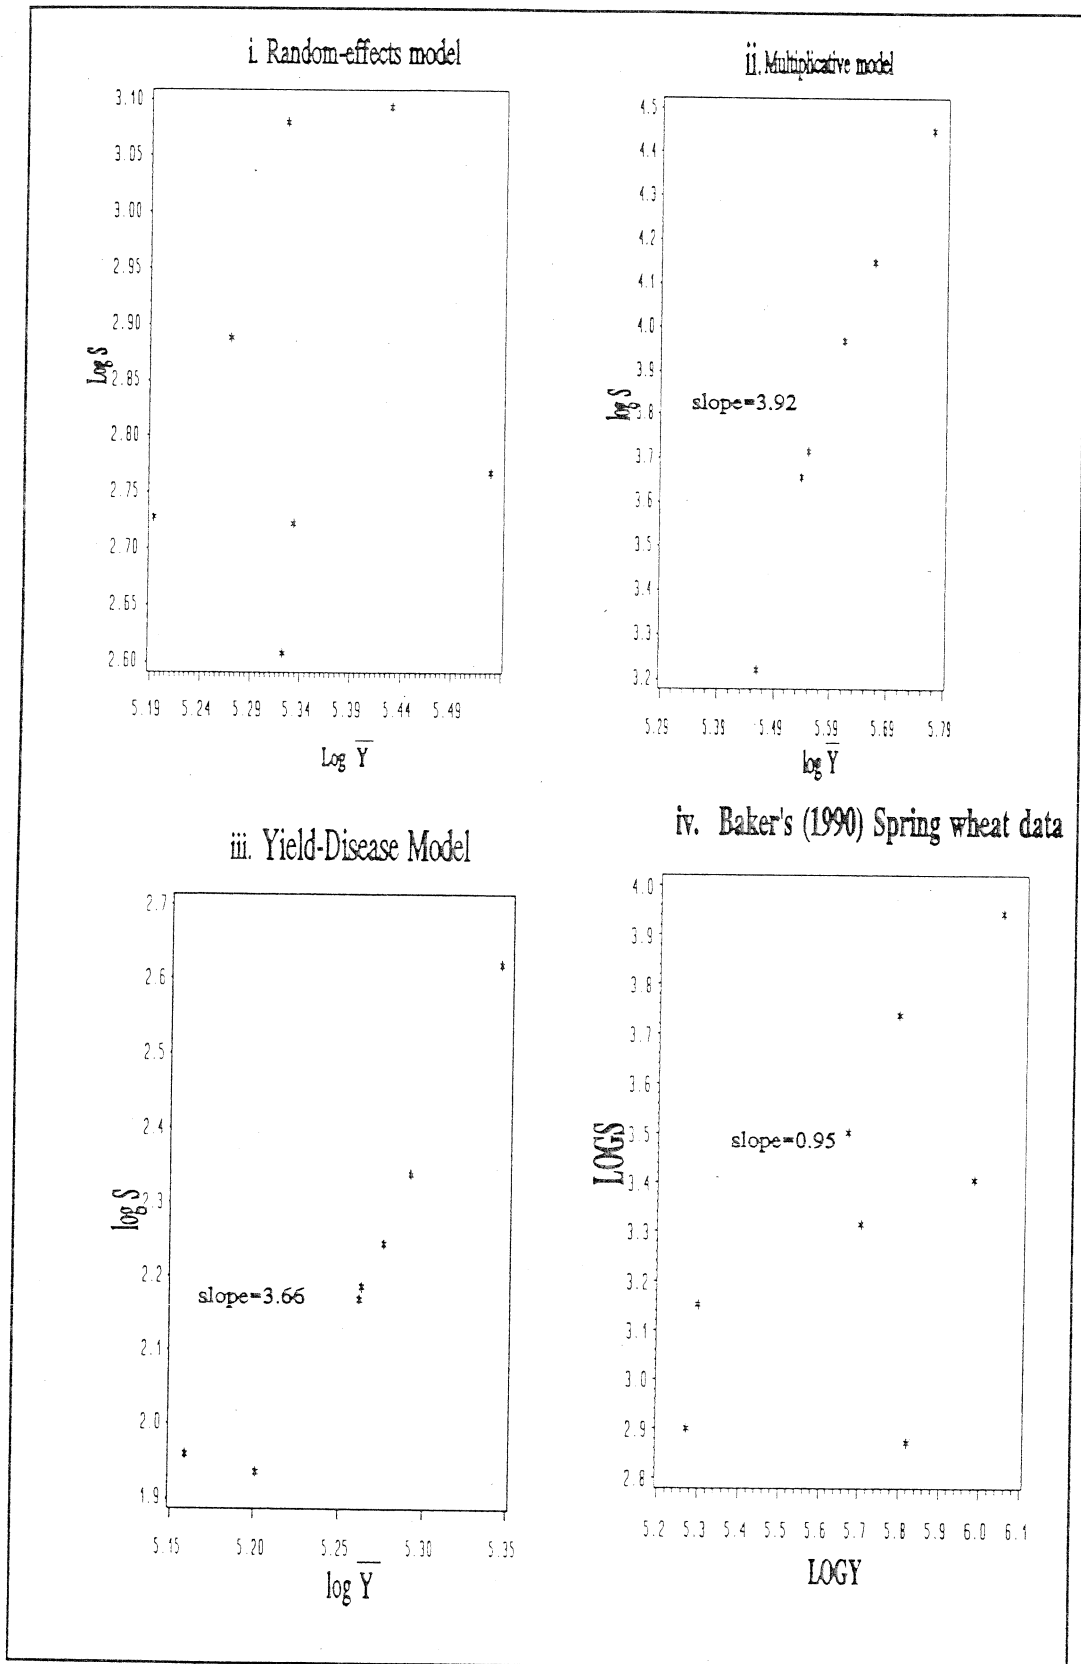 i. Random-effects model
3.10
3.05
3.00
2.95
2.90
2.85
2.80
2.75
2.70
2.65
2.60
Log S
5.19 5.24 5.29 5.34 5.39 5.44 5.49
Log Y
ii. Multiplicative model
4.5
4.4
4.3
4.2
4.1
4.0
3.9
3.8
3.7
3.6
3.5
3.4
3.3
3.2
log S
slope=3.92
5.29 5.39 5.49 5.59 5.69 5.79
log Y
iii. Yield-Disease Model
2.7
2.6
2.5
2.4
2.3
2.2
2.1
2.0
1.9
log S
slope=3.66
5.15 5.20 5.25 5.30 5.35
log Y
iv. Baker's (1990) Spring wheat data
4.0
3.9
3.8
3.7
3.6
3.5
3.4
3.3
3.2
3.1
3.0
2.9
2.8
LOGS
slope=0.95
5.2 5.3 5.4 5.5 5.6 5.7 5.8 5.9 6.0 6.1
LOGY